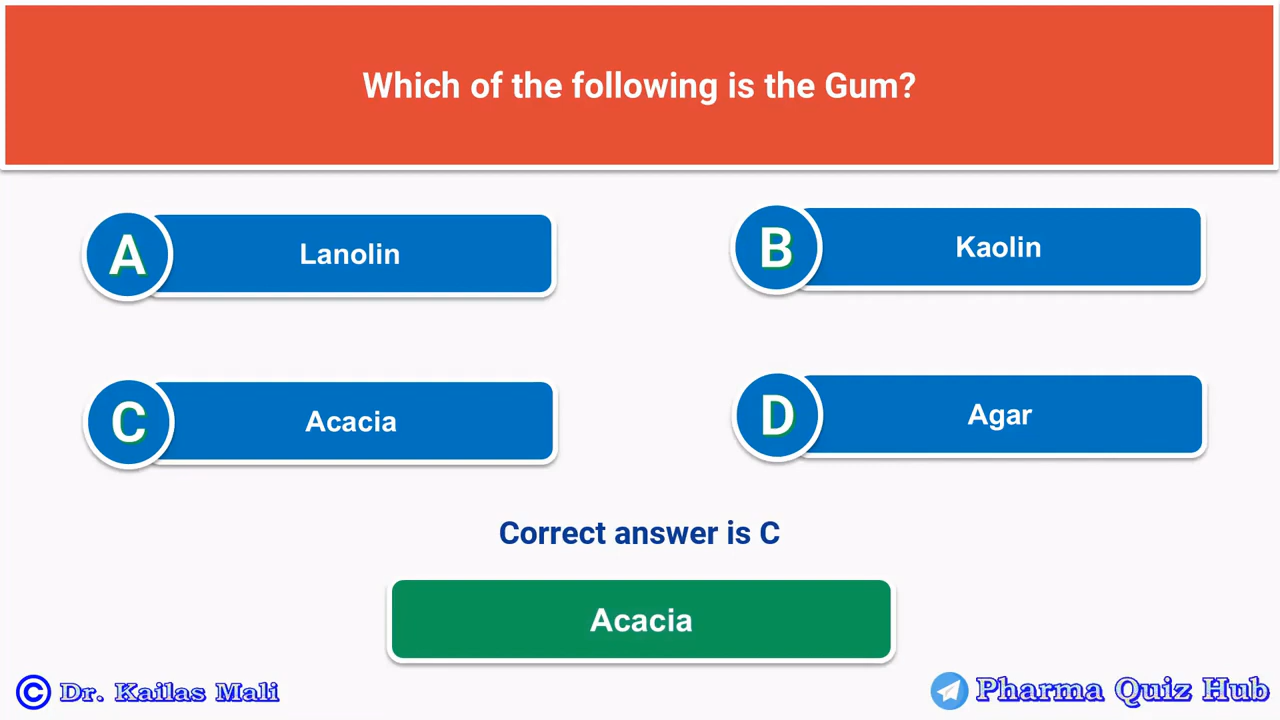 Which of the following is the Gum?
A Lanolin
B Kaolin
C Acacia
D Agar
Correct answer is C
Acacia
© Dr. Kailas Mali
Pharma Quiz Hub